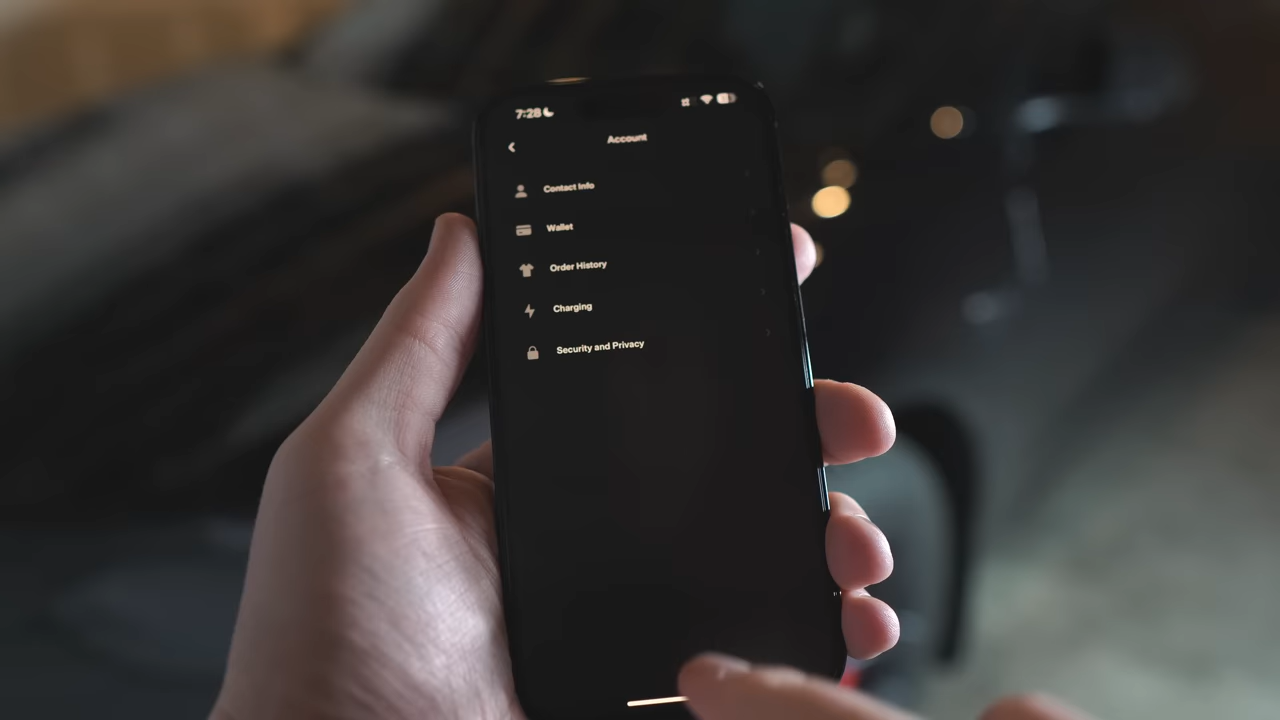 7:28
Account
Contact Info
Wallet
Order History
Charging
Security and Privacy